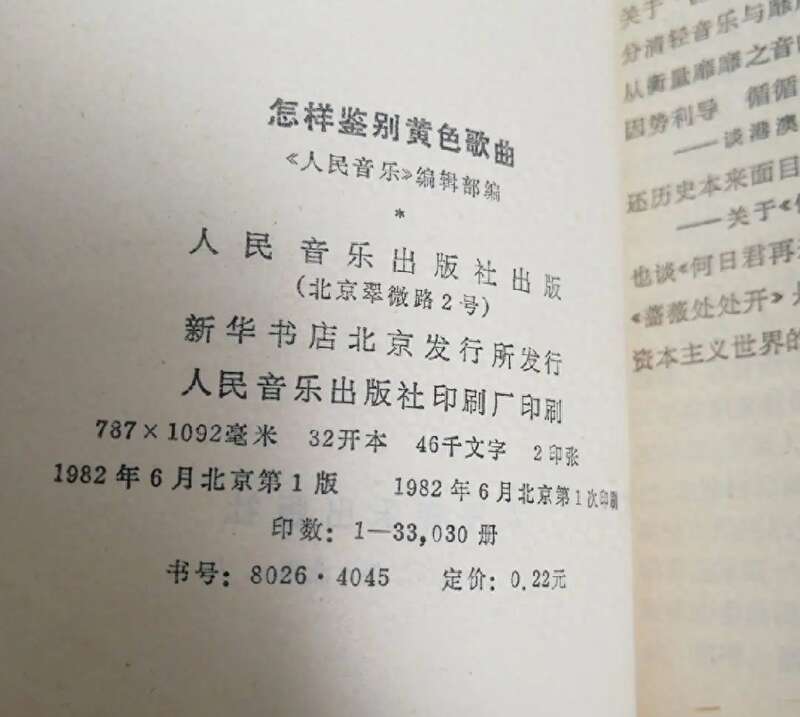 怎样鉴别黄色歌曲
《人民音乐》编辑部编
*
人民音乐出版社出版
(北京翠微路2号)
新华书店北京发行所发行
人民音乐出版社印刷厂印刷
787×1092毫米 32开本 46千文字 2印张
1982年6月北京第1版 1982年6月北京第1次印刷
印数：1—33,030册
书号：8026·4045 定价：0.22元
关于
分清轻音乐与靡
从衡量靡靡之音
因势利导 循循
——谈港澳
还历史本来面目
——关于《
也谈《何日君再
《蔷薇处处开》
资本主义世界的